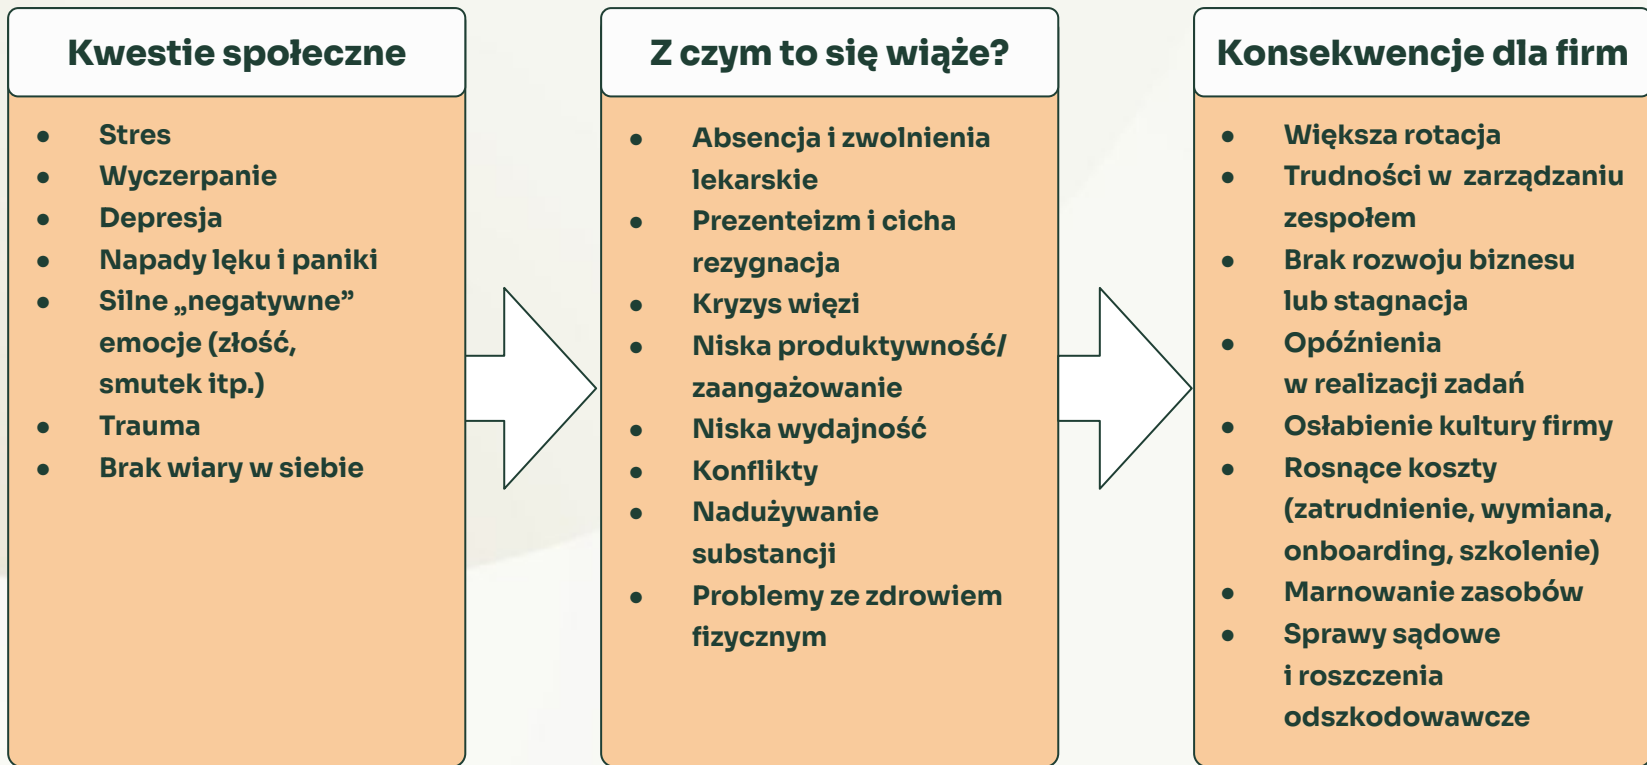 Kwestie społeczne
● Stres
● Wyczerpanie
● Depresja
● Napady lęku i paniki
● Silne „negatywne”
emocje (złość,
smutek itp.)
● Trauma
● Brak wiary w siebie
Z czym to się wiąże?
● Absencja i zwolnienia
lekarskie
● Prezenteizm i cicha
rezygnacja
● Kryzys więzi
● Niska produktywność/
zaangażowanie
● Niska wydajność
● Konflikty
● Nadużywanie
substancji
● Problemy ze zdrowiem
fizycznym
Konsekwencje dla firm
● Większa rotacja
● Trudności w  zarządzaniu
zespołem
● Brak rozwoju biznesu
lub stagnacja
● Opóźnienia
w realizacji zadań
● Osłabienie kultury firmy
● Rosnące koszty
(zatrudnienie, wymiana,
onboarding, szkolenie)
● Marnowanie zasobów
● Sprawy sądowe
i roszczenia
odszkodowawcze